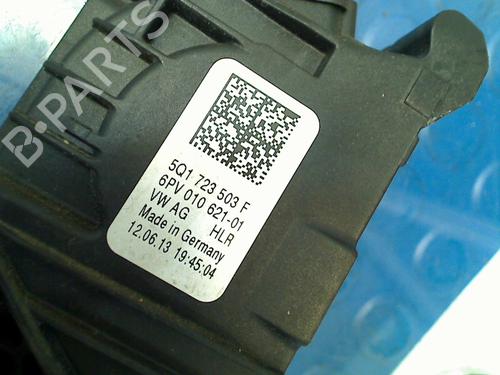 B-PARTS
5Q1 723 503 F
6PV 010 621-01
VW AG HLR
Made in Germany
12.06.13 19:45:04